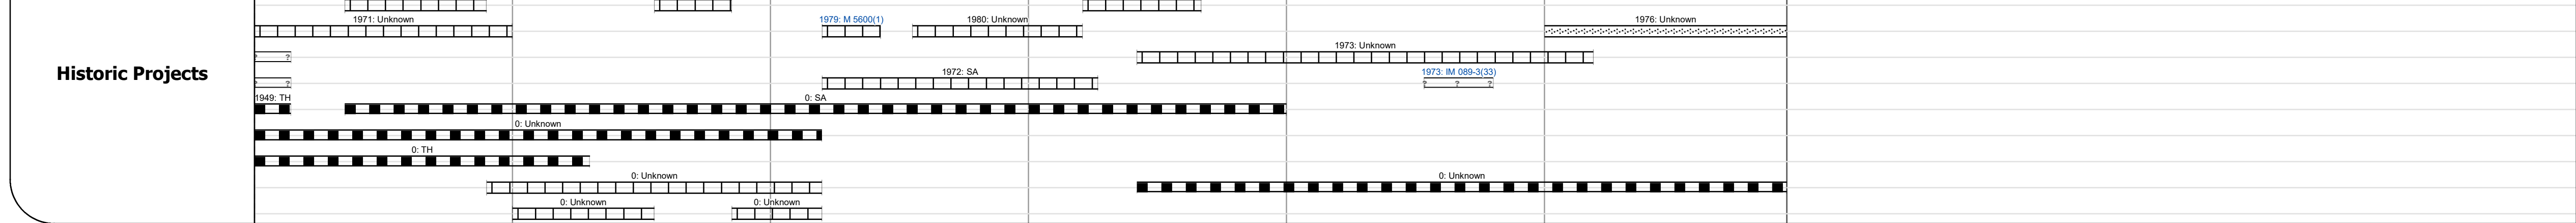 1971: Unknown
1979: M 5600(1)
1980: Unknown
1976: Unknown
1973: Unknown
Historic Projects
? ?
1972: SA
1973: IM 089-3(33)
? ?
? ? ?
1949: TH
0: SA
0: Unknown
0: TH
0: Unknown
0: Unknown
0: Unknown
0: Unknown